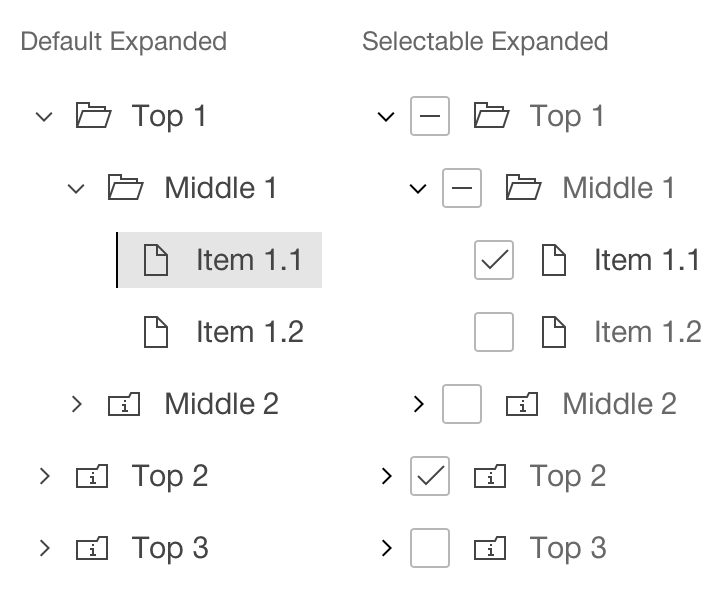 Default Expanded
Top 1
Middle 1
Item 1.1
Item 1.2
Middle 2
Top 2
Top 3
Selectable Expanded
Top 1
Middle 1
Item 1.1
Item 1.2
Middle 2
Top 2
Top 3